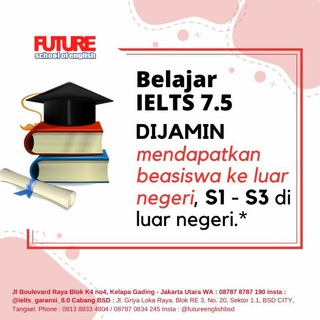 FUTURE
school of english
Belajar
IELTS 7.5
DIJAMIN
mendapatkan
beasiswa ke luar
negeri, S1 - S3 di
luar negeri.*
Jl Boulevard Raya Blok K4 no4, Kelapa Gading - Jakarta Utara WA : 08787 8787 190 insta :
@ielts_garansi_8.0 Cabang BSD : Jl. Griya Loka Raya, Blok RE 3, No. 20, Sektor 1.1, BSD CITY,
Tangsel. Phone : 0813 8833 4804 / 08787 0834 245 Insta : @futureenglishbsd